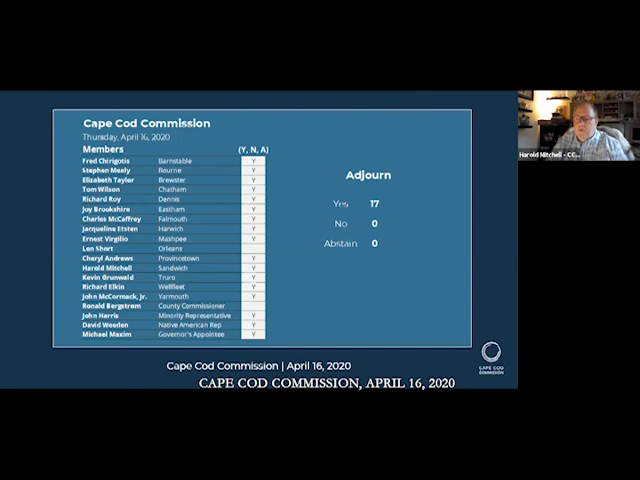 Cape Cod Commission
Thursday, April 16, 2020
Members (Y, N, A)
Fred Chirigotis Barnstable Y
Stephen Mealy Bourne Y
Elizabeth Taylor Brewster Y
Tom Wilson Chatham Y
Richard Roy Dennis Y
Joy Brookshire Eastham Y
Charles McCaffrey Falmouth Y
Jacqueline Etsten Harwich Y
Ernest Virgilio Mashpee Y
Len Short Orleans
Cheryl Andrews Provincetown Y
Harold Mitchell Sandwich Y
Kevin Grunwald Truro Y
Richard Elkin Wellfleet Y
John McCormack, Jr. Yarmouth Y
Ronald Bergstrom County Commissioner
John Harris Minority Representative Y
David Weeden Native American Rep Y
Michael Maxim Governor's Appointee Y
Adjourn
Yes 17
No 0
Abstain 0
Harold Mitchell - CC...
Cape Cod Commission | April 16, 2020
CAPE COD COMMISSION, APRIL 16, 2020
CAPE COD
COMMISSION